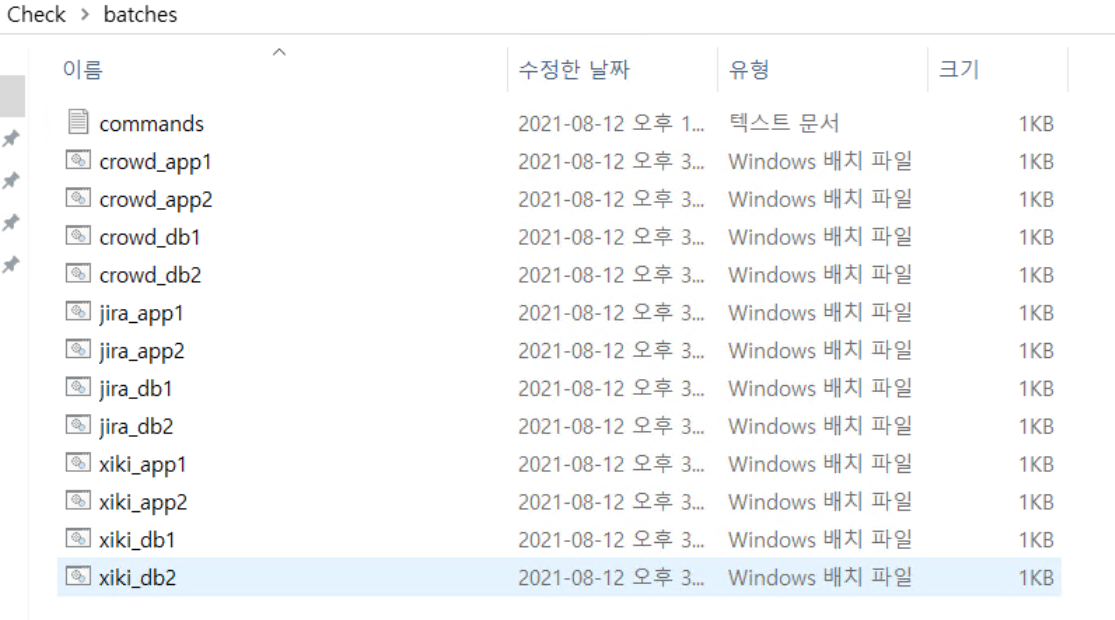 Check > batches
이름 수정한 날짜 유형 크기
commands 2021-08-12 오후 1... 텍스트 문서 1KB
crowd_app1 2021-08-12 오후 3... Windows 배치 파일 1KB
crowd_app2 2021-08-12 오후 3... Windows 배치 파일 1KB
crowd_db1 2021-08-12 오후 3... Windows 배치 파일 1KB
crowd_db2 2021-08-12 오후 3... Windows 배치 파일 1KB
jira_app1 2021-08-12 오후 3... Windows 배치 파일 1KB
jira_app2 2021-08-12 오후 3... Windows 배치 파일 1KB
jira_db1 2021-08-12 오후 3... Windows 배치 파일 1KB
jira_db2 2021-08-12 오후 3... Windows 배치 파일 1KB
xiki_app1 2021-08-12 오후 3... Windows 배치 파일 1KB
xiki_app2 2021-08-12 오후 3... Windows 배치 파일 1KB
xiki_db1 2021-08-12 오후 3... Windows 배치 파일 1KB
xiki_db2 2021-08-12 오후 3... Windows 배치 파일 1KB